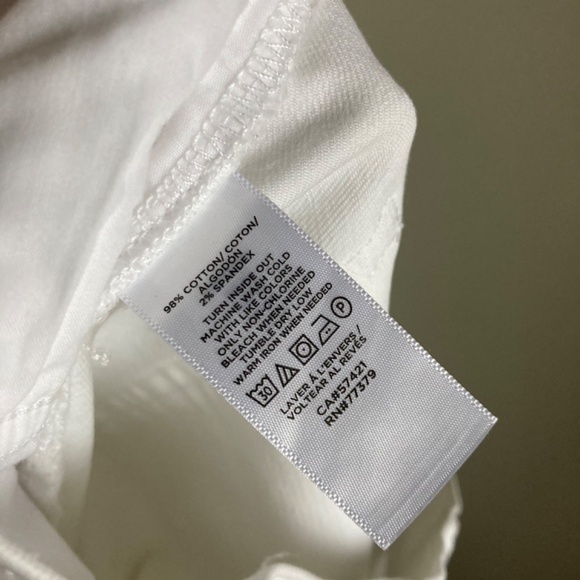 98% COTTON/COTON/
ALGODÓN
2% SPANDEX
TURN INSIDE OUT
MACHINE WASH COLD
WITH LIKE COLORS
ONLY NON-CHLORINE
BLEACH WHEN NEEDED
TUMBLE DRY LOW
WARM IRON WHEN NEEDED
30 P
LAVER À L'ENVERS /
VOLTEAR AL REVÉS
CA#57421
RN#77379